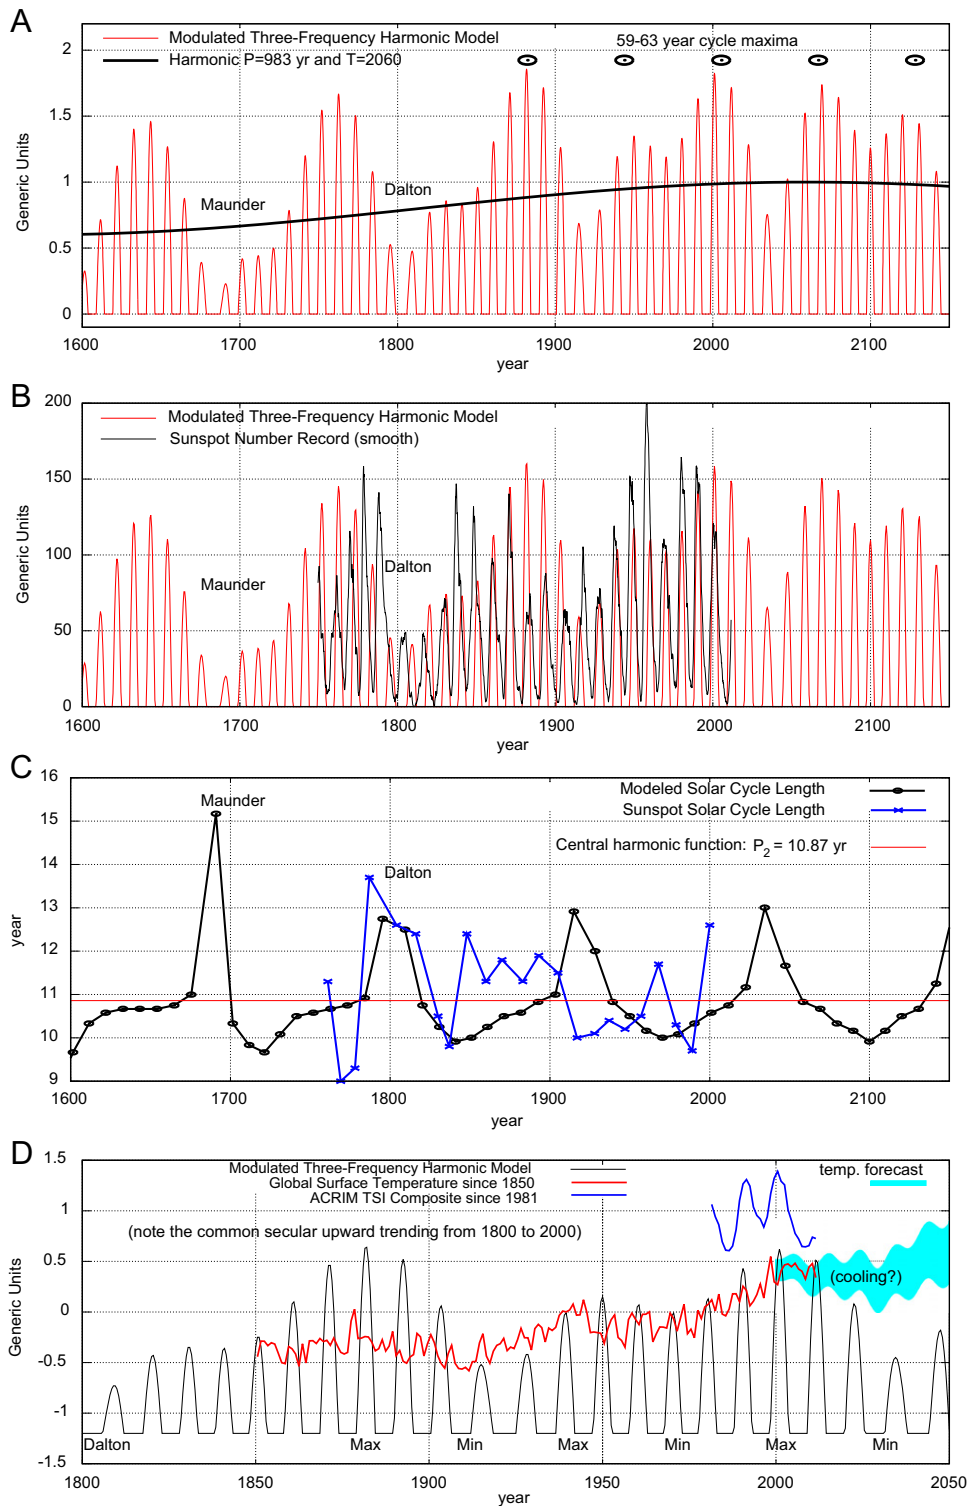 A
Modulated Three-Frequency Harmonic Model
Harmonic P=983 yr and T=2060
59-63 year cycle maxima
Maunder
Dalton
Generic Units
2
1.5
1
0.5
0
1600 1700 1800 1900 2000 2100
year
B
Modulated Three-Frequency Harmonic Model
Sunspot Number Record (smooth)
Maunder
Dalton
Generic Units
200
150
100
50
0
1600 1700 1800 1900 2000 2100
year
C
Modeled Solar Cycle Length
Sunspot Solar Cycle Length
Central harmonic function: P2 = 10.87 yr
Maunder
Dalton
year
16
15
14
13
12
11
10
9
1600 1700 1800 1900 2000 2100
year
D
Modulated Three-Frequency Harmonic Model
Global Surface Temperature since 1850
ACRIM TSI Composite since 1981
temp. forecast
(note the common secular upward trending from 1800 to 2000)
(cooling?)
Generic Units
1.5
1
0.5
0
-0.5
-1
-1.5
Dalton Max Min Max Min Max Min
1800 1850 1900 1950 2000 2050
year